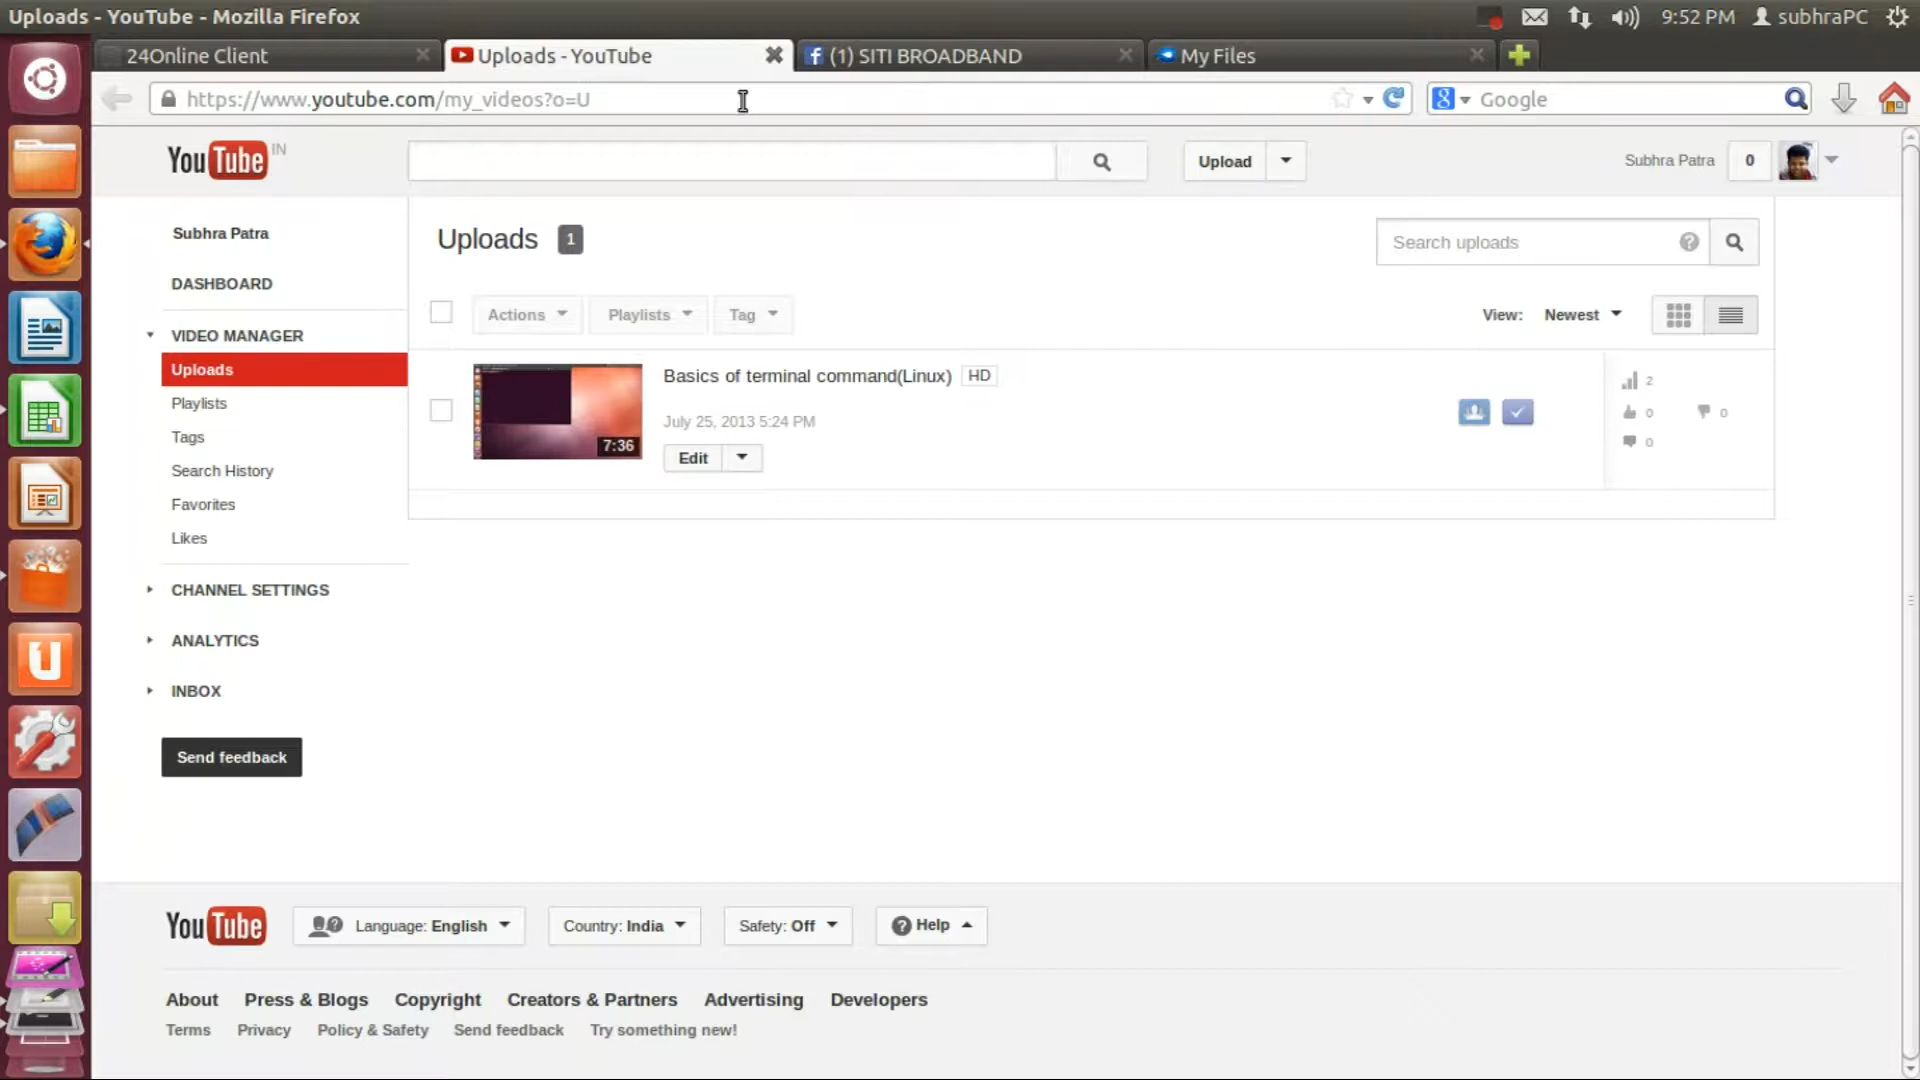 Uploads - YouTube - Mozilla Firefox
9:52 PM subhraPC
24Online Client
Uploads - YouTube
(1) SITI BROADBAND
My Files
https://www.youtube.com/my_videos?o=U
Google
YouTube IN
Upload
Subhra Patra 0
Subhra Patra
DASHBOARD
VIDEO MANAGER
Uploads
Playlists
Tags
Search History
Favorites
Likes
CHANNEL SETTINGS
ANALYTICS
INBOX
Send feedback
Uploads 1
Search uploads
Actions
Playlists
Tag
View: Newest
7:36
Basics of terminal command(Linux) HD
July 25, 2013 5:24 PM
Edit
2
0 0
0
YouTube
Language: English
Country: India
Safety: Off
Help
About Press & Blogs Copyright Creators & Partners Advertising Developers
Terms Privacy Policy & Safety Send feedback Try something new!